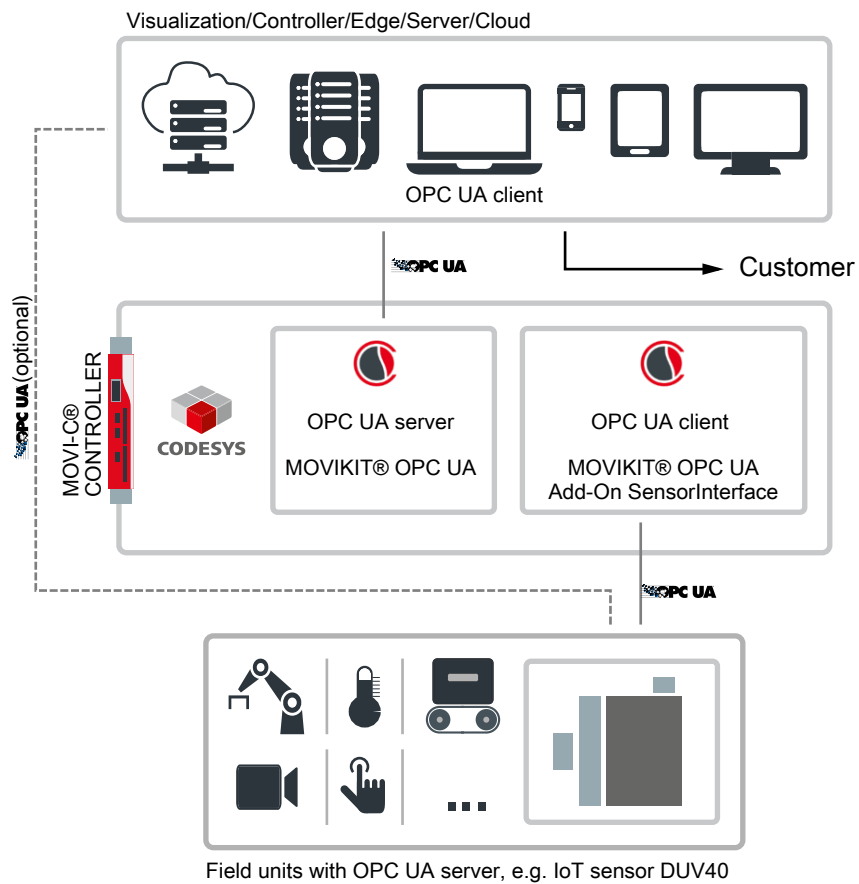 Visualization/Controller/Edge/Server/Cloud
OPC UA client
OPC UA
Customer
OPC UA (optional)
MOVI-C®
CONTROLLER
CODESYS
OPC UA server
MOVIKIT® OPC UA
OPC UA client
MOVIKIT® OPC UA
Add-On SensorInterface
OPC UA
Field units with OPC UA server, e.g. IoT sensor DUV40